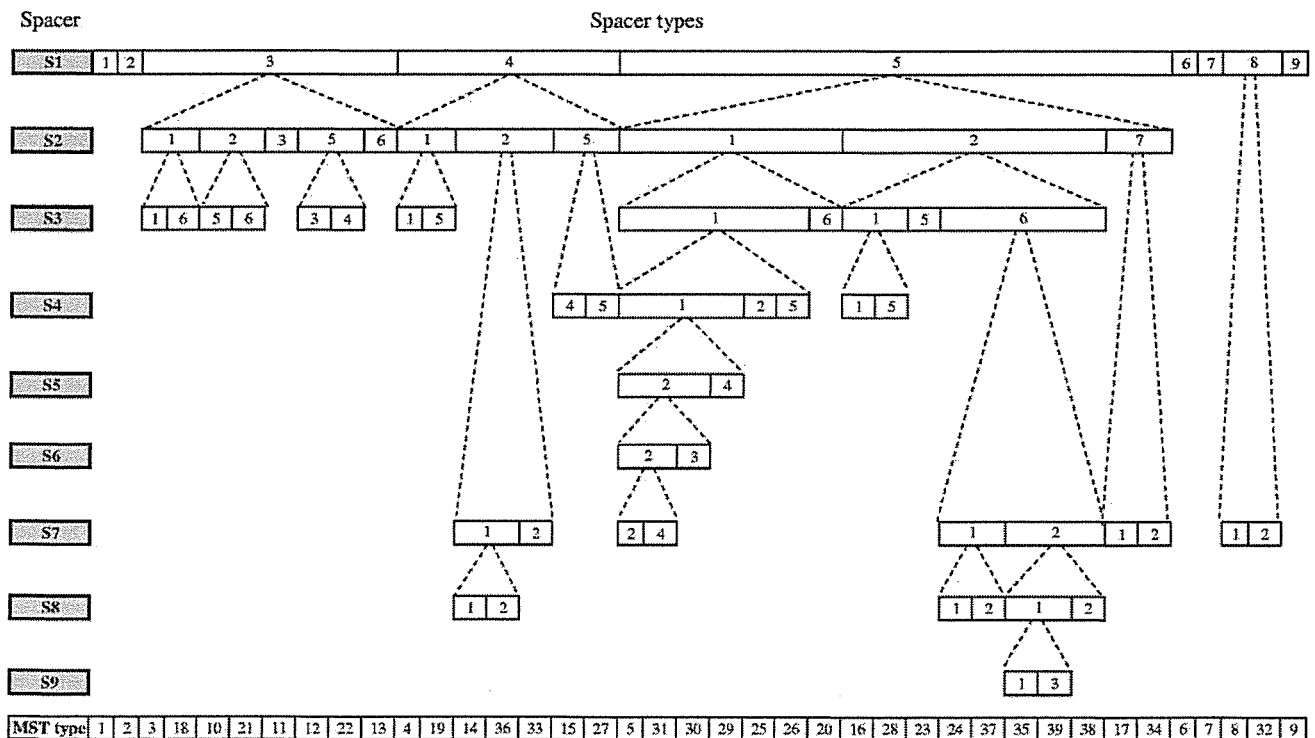 Spacer Spacer types
S1 1 2 3 4 5 6 7 8 9
S2 1 2 3 5 6 1 2 5 1 2 7
S3 1 6 5 6 3 4 1 5 1 6 1 5 6
S4 4 5 1 2 5 1 5
S5 2 4
S6 2 3
S7 1 2 2 4 1 2 1 2 1 2
S8 1 2 1 2 1 2
S9 1 3
MST type 1 2 3 18 10 21 11 12 22 13 4 19 14 36 33 15 27 5 31 30 29 25 26 20 16 28 23 24 37 35 39 38 17 34 6 7 8 32 9